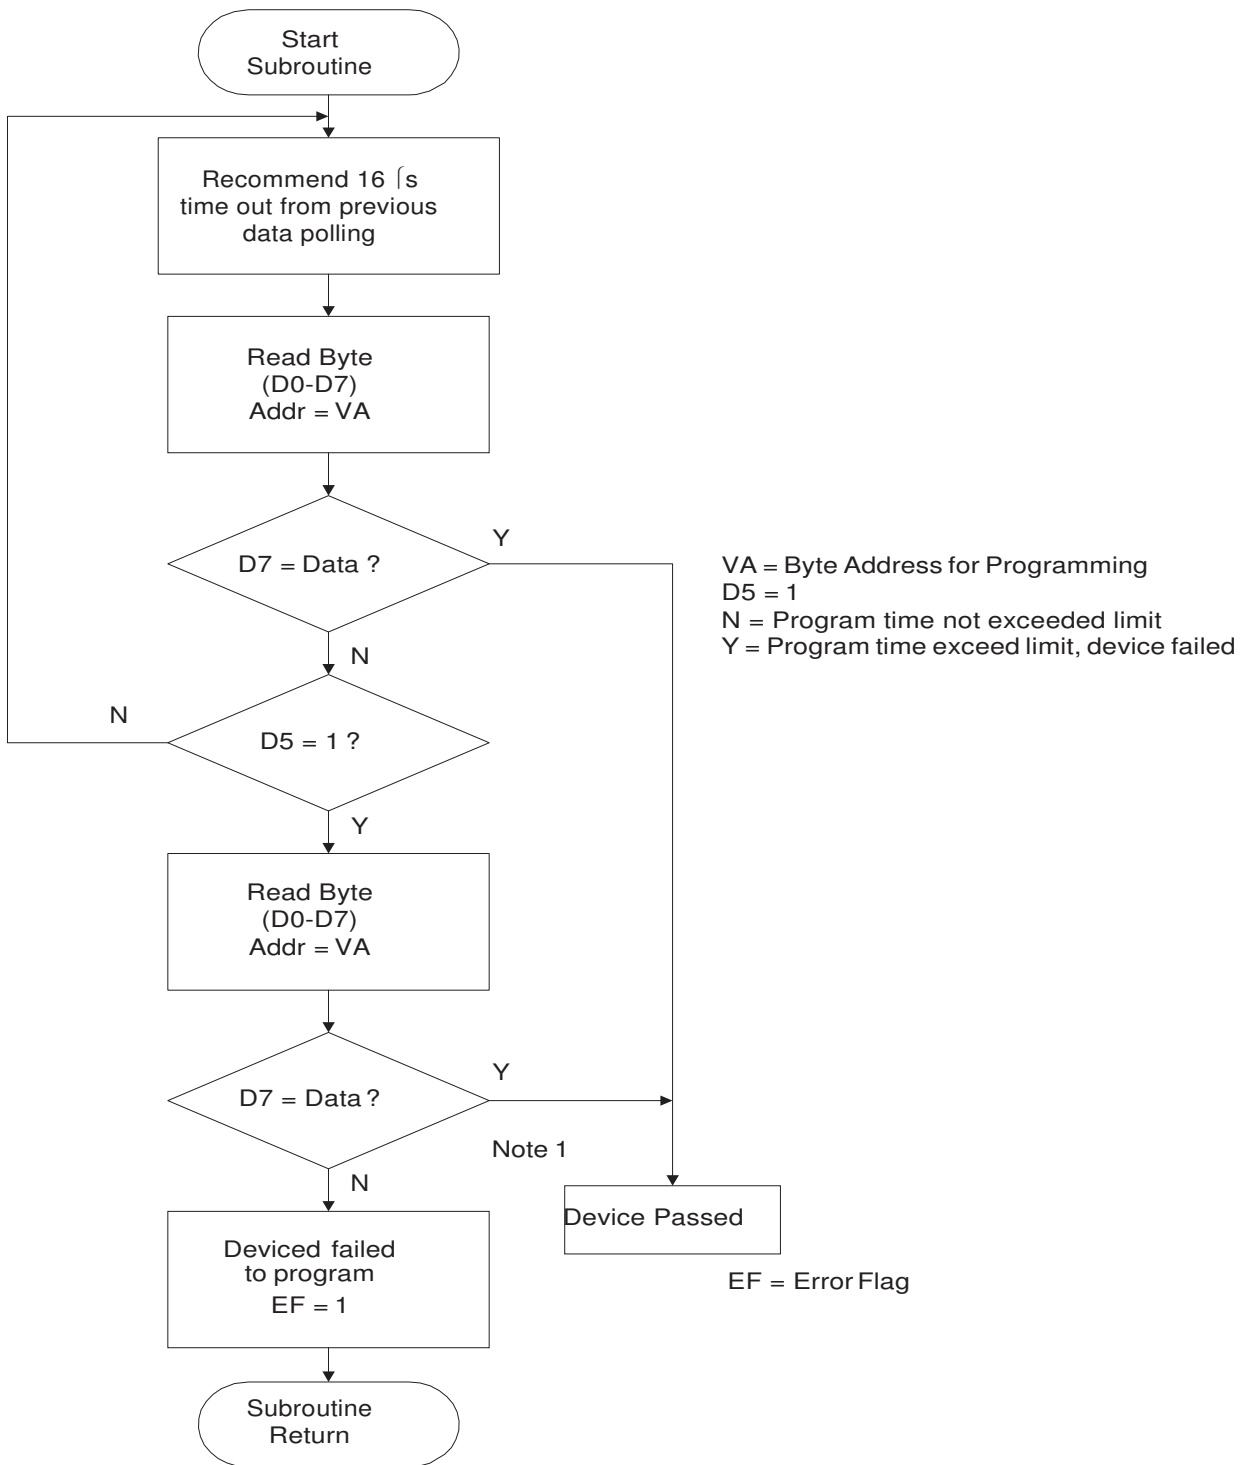 Start
Subroutine
Recommend 16 ⌠s
time out from previous
data polling
Read Byte
(D0-D7)
Addr = VA
D7 = Data ?
Y
N
VA = Byte Address for Programming
D5 = 1
N = Program time not exceeded limit
Y = Program time exceed limit, device failed
D5 = 1 ?
N
Y
Read Byte
(D0-D7)
Addr = VA
D7 = Data ?
Y
Note 1
N
Device Passed
Deviced failed
to program
EF = 1
EF = Error Flag
Subroutine
Return